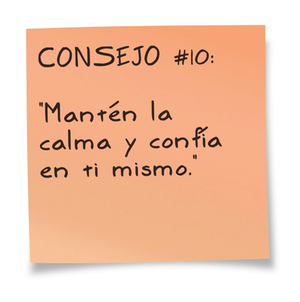 CONSEJO #10:
"Mantén la
calma y confía
en ti mismo."